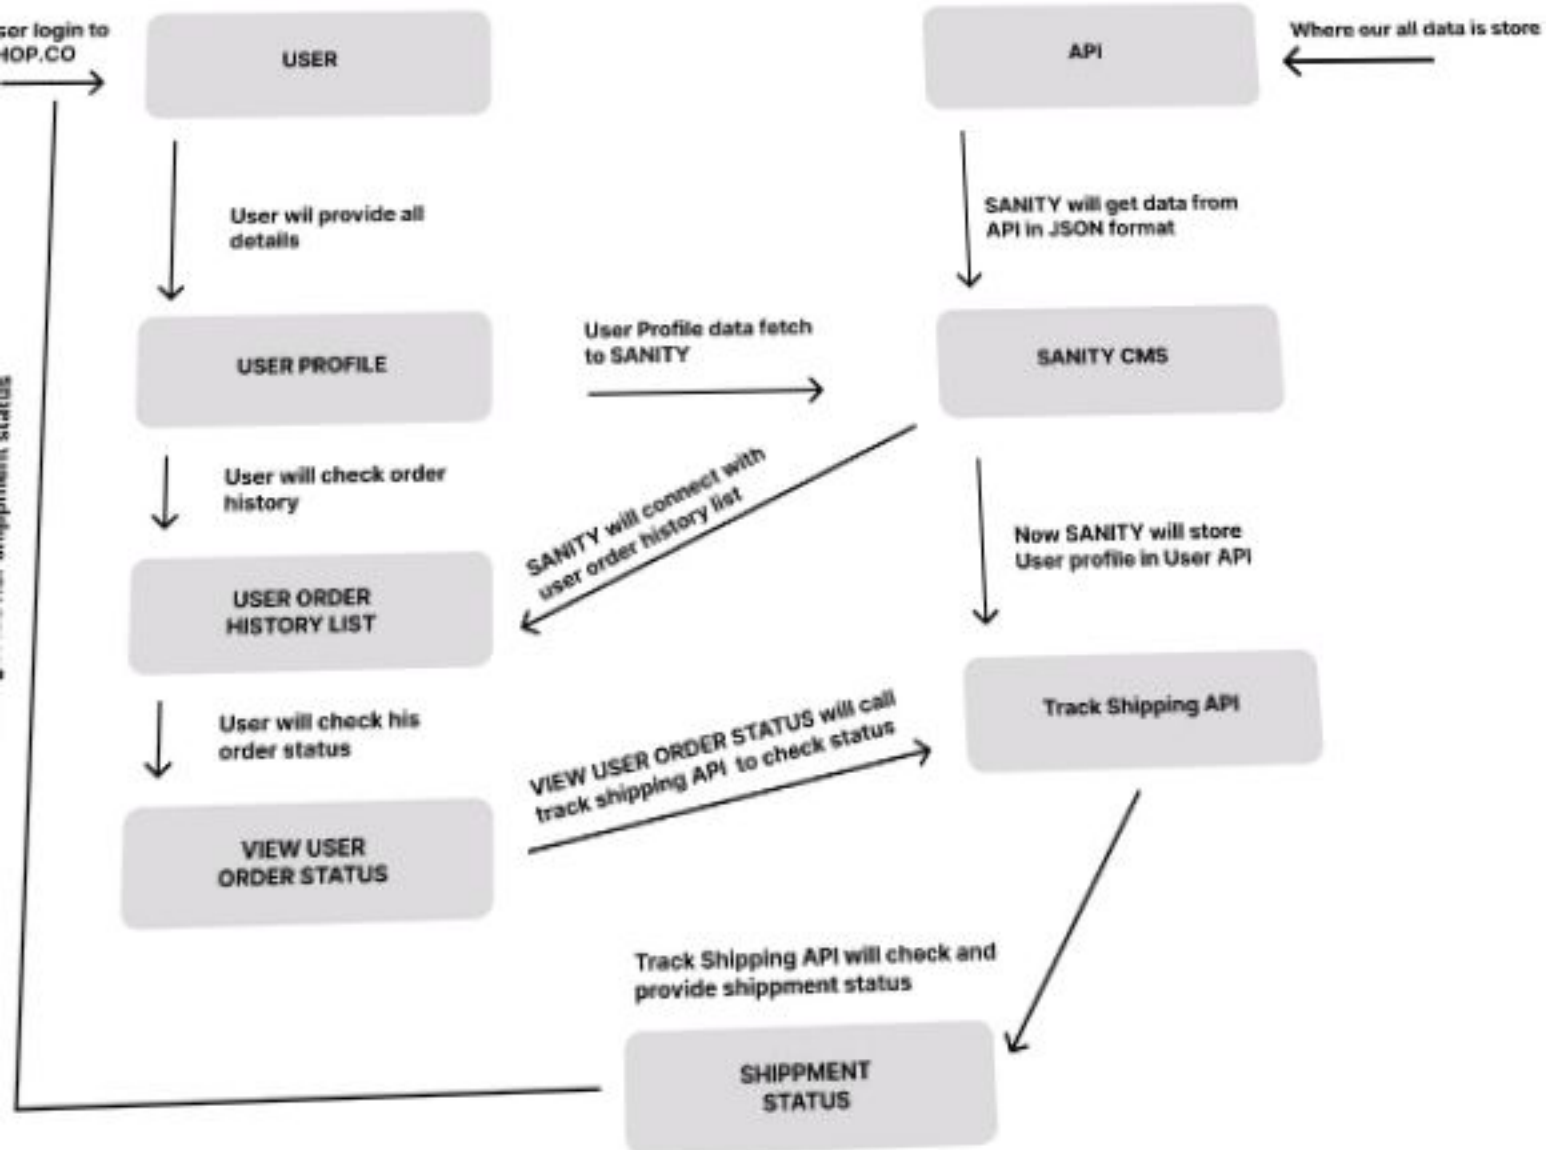 ser login to
HOP.CO
USER
API
Where our all data is store
User wil provide all
details
SANITY will get data from
API in JSON format
USER PROFILE
User Profile data fetch
to SANITY
SANITY CMS
User will check order
history
SANITY will connect with
user order history list
Now SANITY will store
User profile in User API
USER ORDER
HISTORY LIST
User will check his
order status
VIEW USER ORDER STATUS will call
track shipping API to check status
Track Shipping API
VIEW USER
ORDER STATUS
Track Shipping API will check and
provide shippment status
SHIPPMENT
STATUS
shippment status